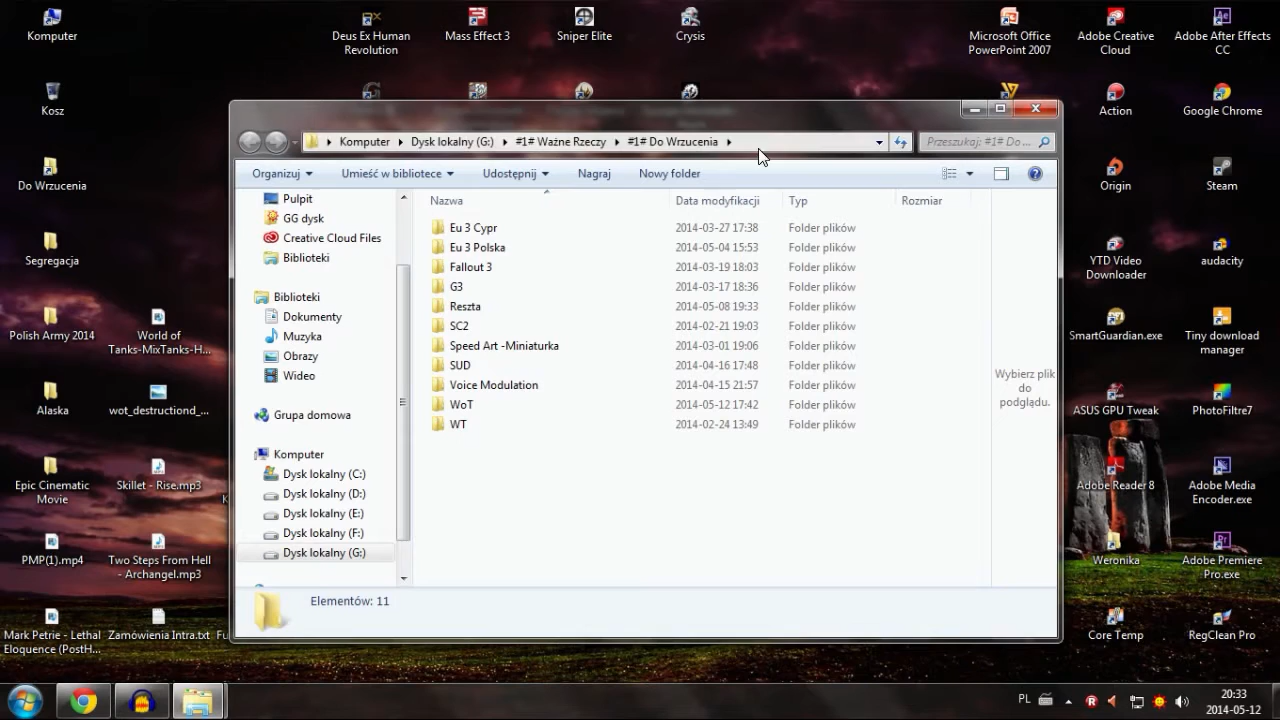 Komputer
Deus Ex Human
Revolution
Mass Effect 3
Sniper Elite
Crysis
Microsoft Office
PowerPoint 2007
Adobe Creative
Cloud
Adobe After Effects
CC
Kosz
Action
Google Chrome
Komputer
Dysk lokalny (G:)
#1# Ważne Rzeczy
#1# Do Wrzucenia
Przeszukaj: #1# Do ...
Organizuj
Umieść w bibliotece
Udostępnij
Nagraj
Nowy folder
Do Wrzucenia
Origin
Steam
Pulpit
GG dysk
Creative Cloud Files
Biblioteki
Nazwa
Data modyfikacji
Typ
Rozmiar
Eu 3 Cypr
2014-03-27 17:38
Folder plików
Eu 3 Polska
2014-05-04 15:53
Folder plików
Fallout 3
2014-03-19 18:03
Folder plików
G3
2014-03-17 18:36
Folder plików
Reszta
2014-05-08 19:33
Folder plików
SC2
2014-02-21 19:03
Folder plików
Speed Art -Miniaturka
2014-03-01 19:06
Folder plików
SUD
2014-04-16 17:48
Folder plików
Voice Modulation
2014-04-15 21:57
Folder plików
WoT
2014-05-12 17:42
Folder plików
WT
2014-02-24 13:49
Folder plików
Segregacja
YTD Video
Downloader
audacity
Biblioteki
Dokumenty
Muzyka
Obrazy
Wideo
Polish Army 2014
World of
Tanks-MixTanks-H...
SmartGuardian.exe
Tiny download
manager
Wybierz plik
do
podglądu.
Alaska
wot_destructiond_...
ASUS GPU Tweak
PhotoFiltre7
Grupa domowa
Komputer
Dysk lokalny (C:)
Dysk lokalny (D:)
Dysk lokalny (E:)
Dysk lokalny (F:)
Dysk lokalny (G:)
Epic Cinematic
Movie
Skillet - Rise.mp3
Adobe Reader 8
Adobe Media
Encoder.exe
PMP(1).mp4
Two Steps From Hell
- Archangel.mp3
Weronika
Adobe Premiere
Pro.exe
Elementów: 11
Mark Petrie - Lethal
Eloquence (PostH...
Zamówienia Intra.txt
Core Temp
RegClean Pro
PL
20:33
2014-05-12